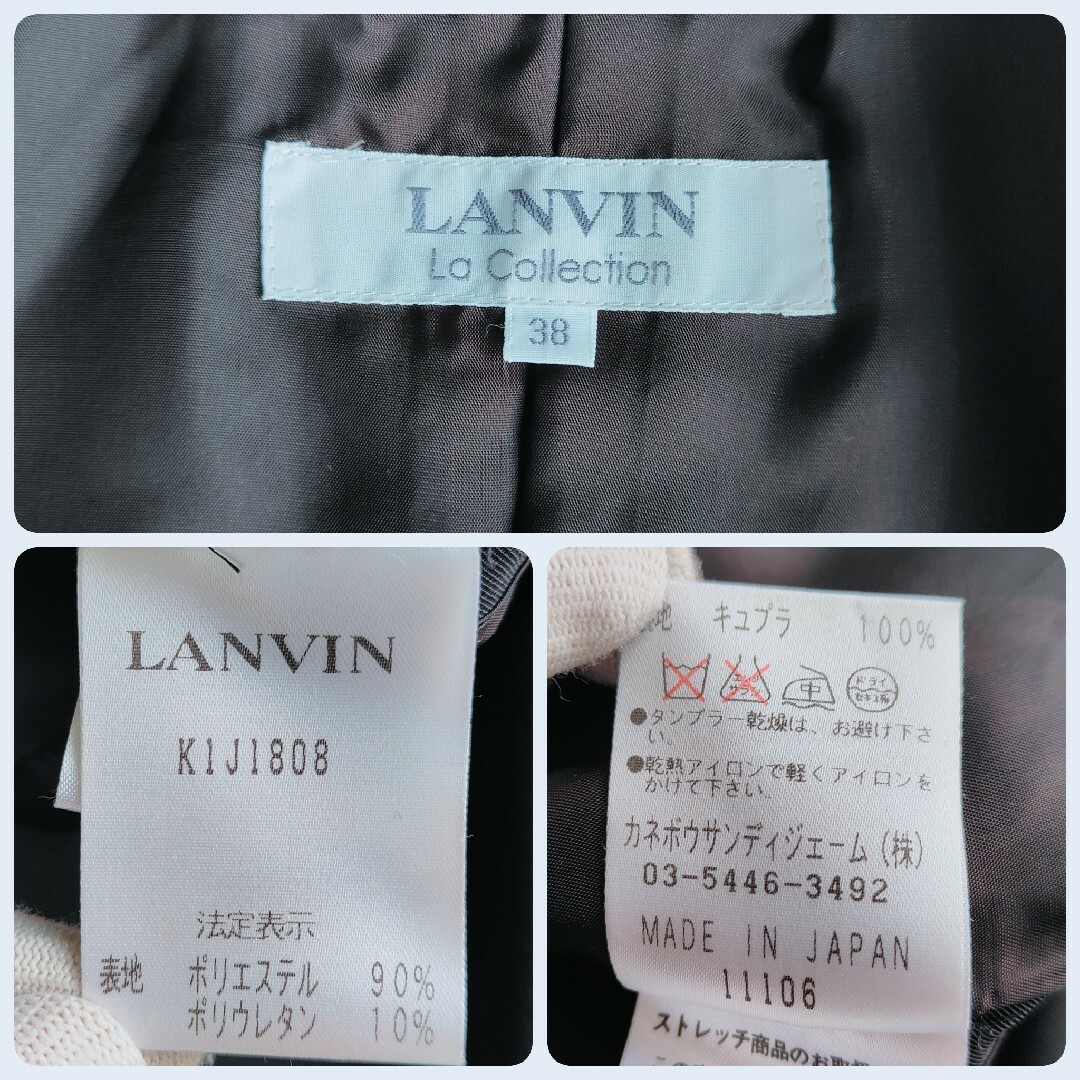 LANVIN
La Collection
38
LANVIN
K1J1808
法定表示
表地 ポリエステル 90%
ポリウレタン 10%
地 キュプラ 100%
中 ドライ
●タンブラー乾燥は、お避け下さ
い。
●乾熱アイロンで軽くアイロンを
かけて下さい。
カネボウサンディジェーム(株)
03-5446-3492
MADE IN JAPAN
11106
ストレッチ商品のお取扱